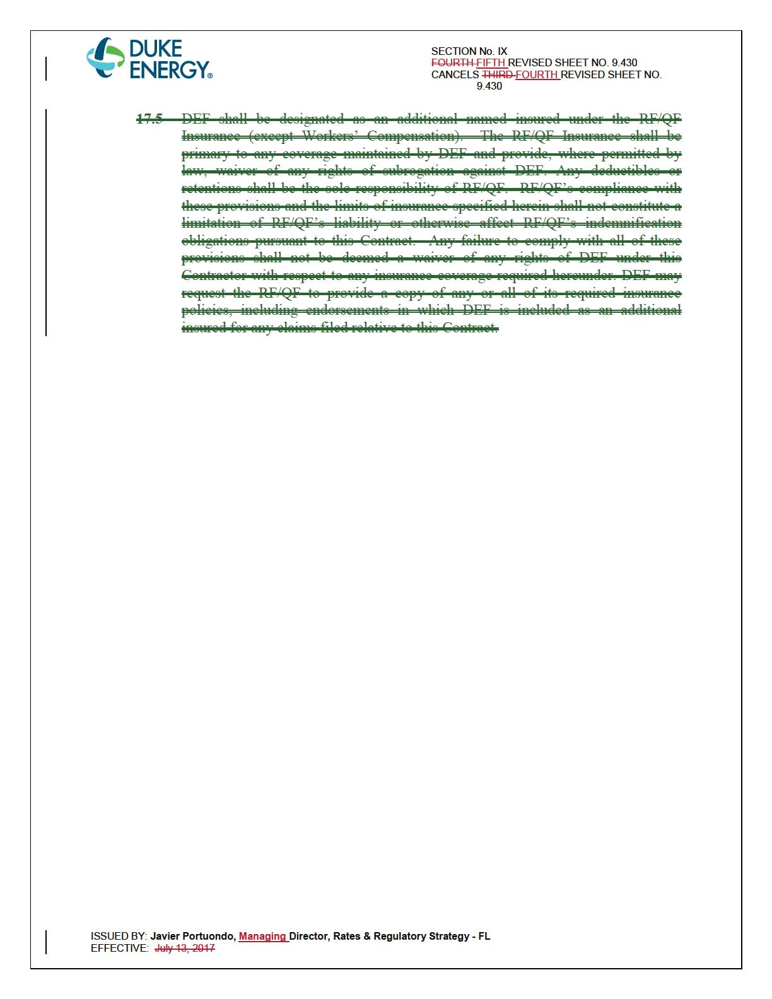 DUKE
ENERGY®
SECTION No. IX
FOURTH FIFTH REVISED SHEET NO. 9.430
CANCELS THIRD FOURTH REVISED SHEET NO.
9.430
17.5 DEF shall be designated as an additional named insured under the RF/QF
Insurance (except Workers’ Compensation). The RF/QF Insurance shall be
primary to any coverage maintained by DEF and provide, where permitted by
law, waiver of any rights of subrogation against DEF. Any deductibles or
retentions shall be the sole responsibility of RF/QF. RF/QF’s compliance with
these provisions and the limits of insurance specified herein shall not constitute a
limitation of RF/QF’s liability or otherwise affect RF/QF’s indemnification
obligations pursuant to this Contract. Any failure to comply with all of these
provisions shall not be deemed a waiver of any rights of DEF under this
Contractor with respect to any insurance coverage required hereunder. DEF may
request the RF/QF to provide a copy of any or all of its required insurance
policies, including endorsements in which DEF is included as an additional
insured for any claims filed relative to this Contract.
ISSUED BY: Javier Portuondo, Managing Director, Rates & Regulatory Strategy - FL
EFFECTIVE: July 13, 2017